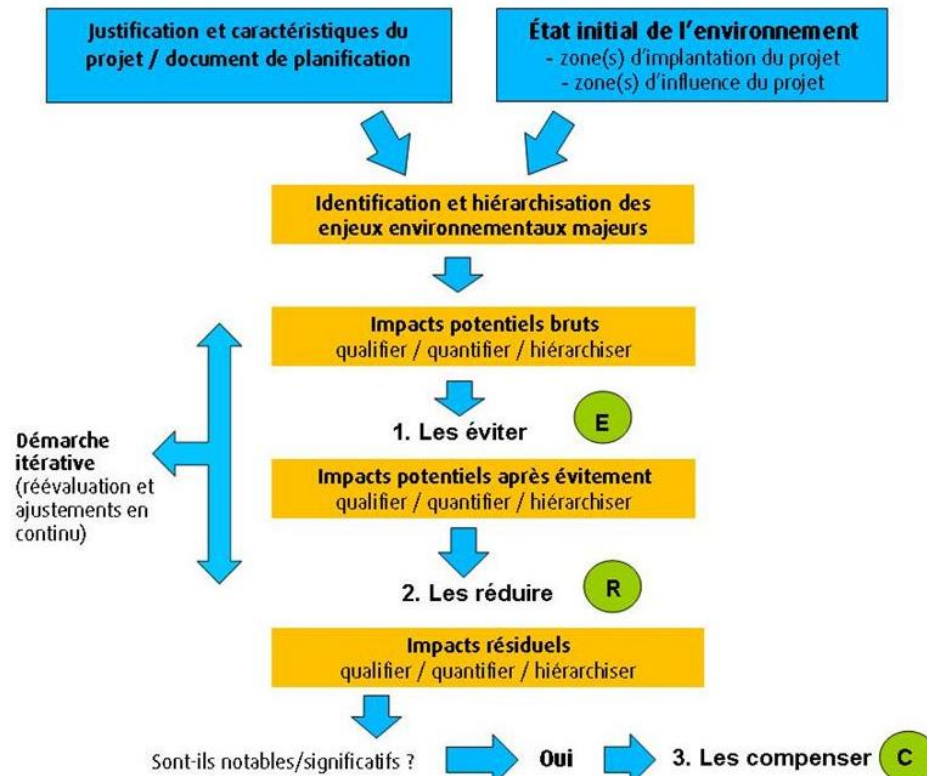 Justification et caractéristiques du
projet / document de planification
État initial de l'environnement
- zone(s) d'implantation du projet
- zone(s) d'influence du projet
Identification et hiérarchisation des
enjeux environnementaux majeurs
Impacts potentiels bruts
qualifier / quantifier / hiérarchiser
1. Les éviter
E
Démarche
itérative
(réévaluation et
ajustements en
continu)
Impacts potentiels après évitement
qualifier / quantifier / hiérarchiser
2. Les réduire
R
Impacts résiduels
qualifier / quantifier / hiérarchiser
Sont-ils notables/significatifs ?
Oui
3. Les compenser
C